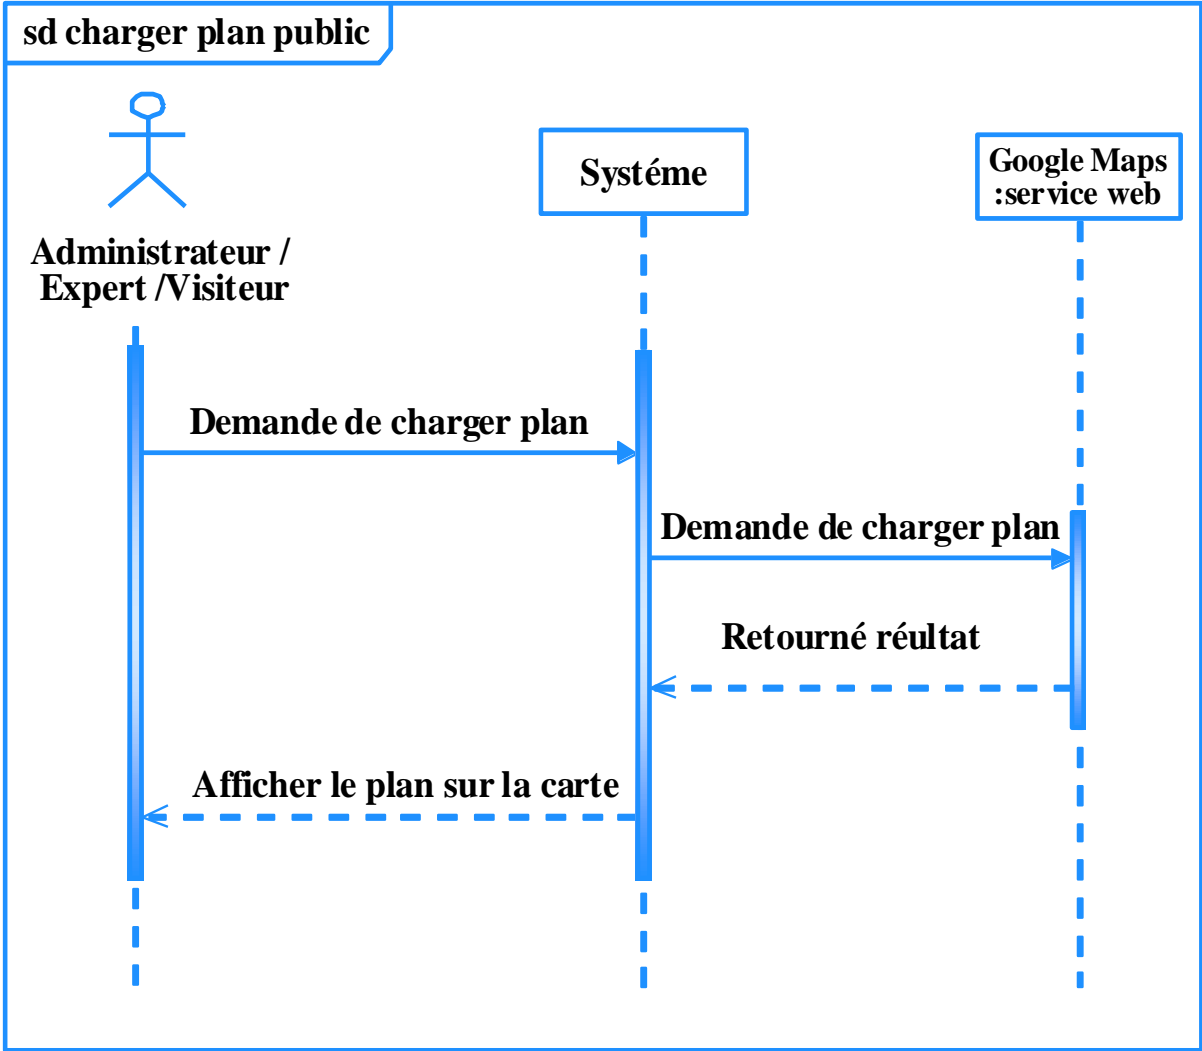 sd charger plan public
Systéme
Google Maps
:service web
Administrateur /
Expert /Visiteur
Demande de charger plan
Demande de charger plan
Retourné réultat
Afficher le plan sur la carte